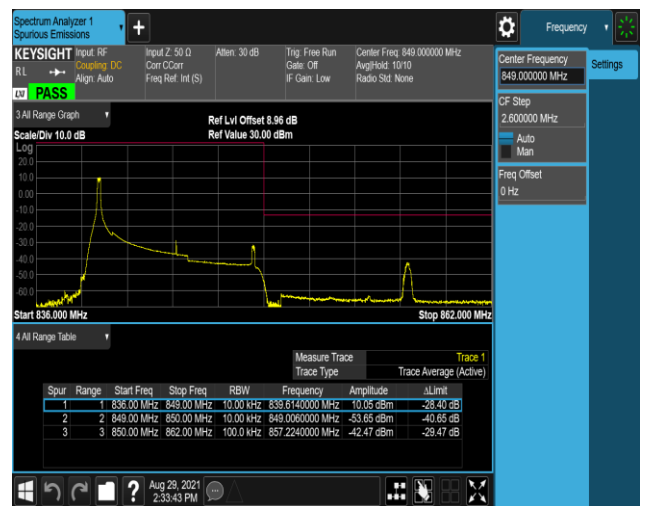 Spectrum Analyzer 1
Spurious Emissions
+
Frequency
KEYSIGHT Input: RF Input Z: 50 Ω Atten: 30 dB Trig: Free Run Center Freq: 849.000000 MHz
RL Coupling: DC Corr CCorr Gate: Off Avg|Hold: 10/10
Align: Auto Freq Ref: Int (S) IF Gain: Low Radio Std: None
LXI PASS
Center Frequency
849.000000 MHz
Settings
CF Step
2.600000 MHz
Auto
Man
Freq Offset
0 Hz
3 All Range Graph
Ref Lvl Offset 8.96 dB
Scale/Div 10.0 dB Ref Value 30.00 dBm
Log
20.0
10.0
0.00
-10.0
-20.0
-30.0
-40.0
-50.0
-60.0
Start 836.000 MHz Stop 862.000 MHz
4 All Range Table
Measure Trace Trace 1
Trace Type Trace Average (Active)
Spur Range Start Freq Stop Freq RBW Frequency Amplitude ΔLimit
1 1 836.00 MHz 849.00 MHz 10.00 kHz 839.6140000 MHz 10.05 dBm -28.40 dB
2 2 849.00 MHz 850.00 MHz 10.00 kHz 849.0060000 MHz -53.65 dBm -40.65 dB
3 3 850.00 MHz 862.00 MHz 100.0 kHz 857.2240000 MHz -42.47 dBm -29.47 dB
? Aug 29, 2021
2:33:43 PM